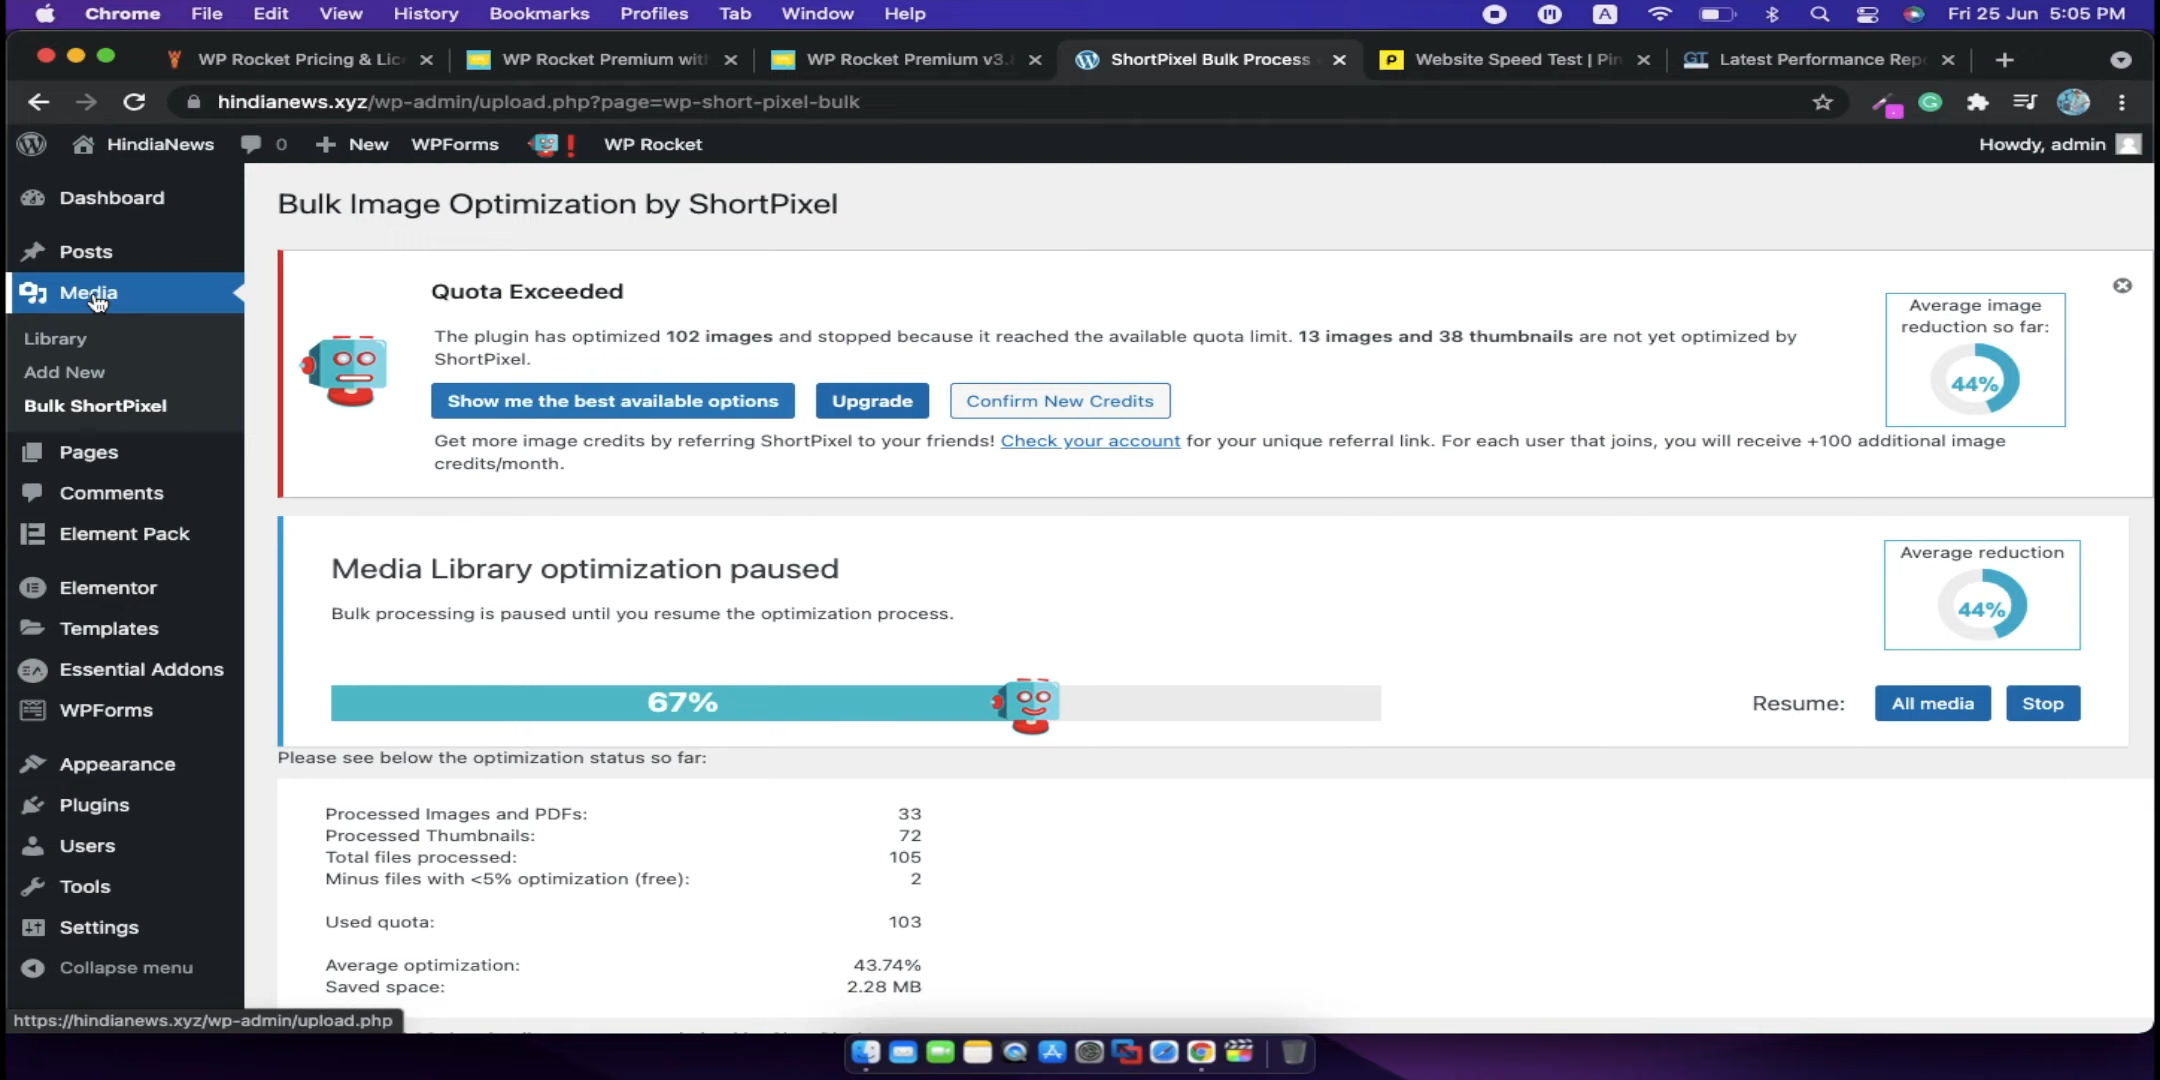 Chrome File Edit View History Bookmarks Profiles Tab Window Help A Fri 25 Jun 5:05 PM
WP Rocket Pricing & Lic WP Rocket Premium with WP Rocket Premium v3. ShortPixel Bulk Process P Website Speed Test | Pin GT Latest Performance Rep
hindianews.xyz/wp-admin/upload.php?page=wp-short-pixel-bulk
HindiaNews 0 New WPForms ! WP Rocket Howdy, admin
Dashboard
Posts
Media
Library
Add New
Bulk ShortPixel
Pages
Comments
Element Pack
Elementor
Templates
Essential Addons
WPForms
Appearance
Plugins
Users
Tools
Settings
Collapse menu
https://hindianews.xyz/wp-admin/upload.php
Bulk Image Optimization by ShortPixel
Quota Exceeded
The plugin has optimized 102 images and stopped because it reached the available quota limit. 13 images and 38 thumbnails are not yet optimized by
ShortPixel.
Average image
reduction so far:
44%
Show me the best available options Upgrade Confirm New Credits
Get more image credits by referring ShortPixel to your friends! Check your account for your unique referral link. For each user that joins, you will receive +100 additional image
credits/month.
Media Library optimization paused
Bulk processing is paused until you resume the optimization process.
Average reduction
44%
67%
Resume: All media Stop
Please see below the optimization status so far:
Processed Images and PDFs: 33
Processed Thumbnails: 72
Total files processed: 105
Minus files with <5% optimization (free): 2
Used quota: 103
Average optimization: 43.74%
Saved space: 2.28 MB